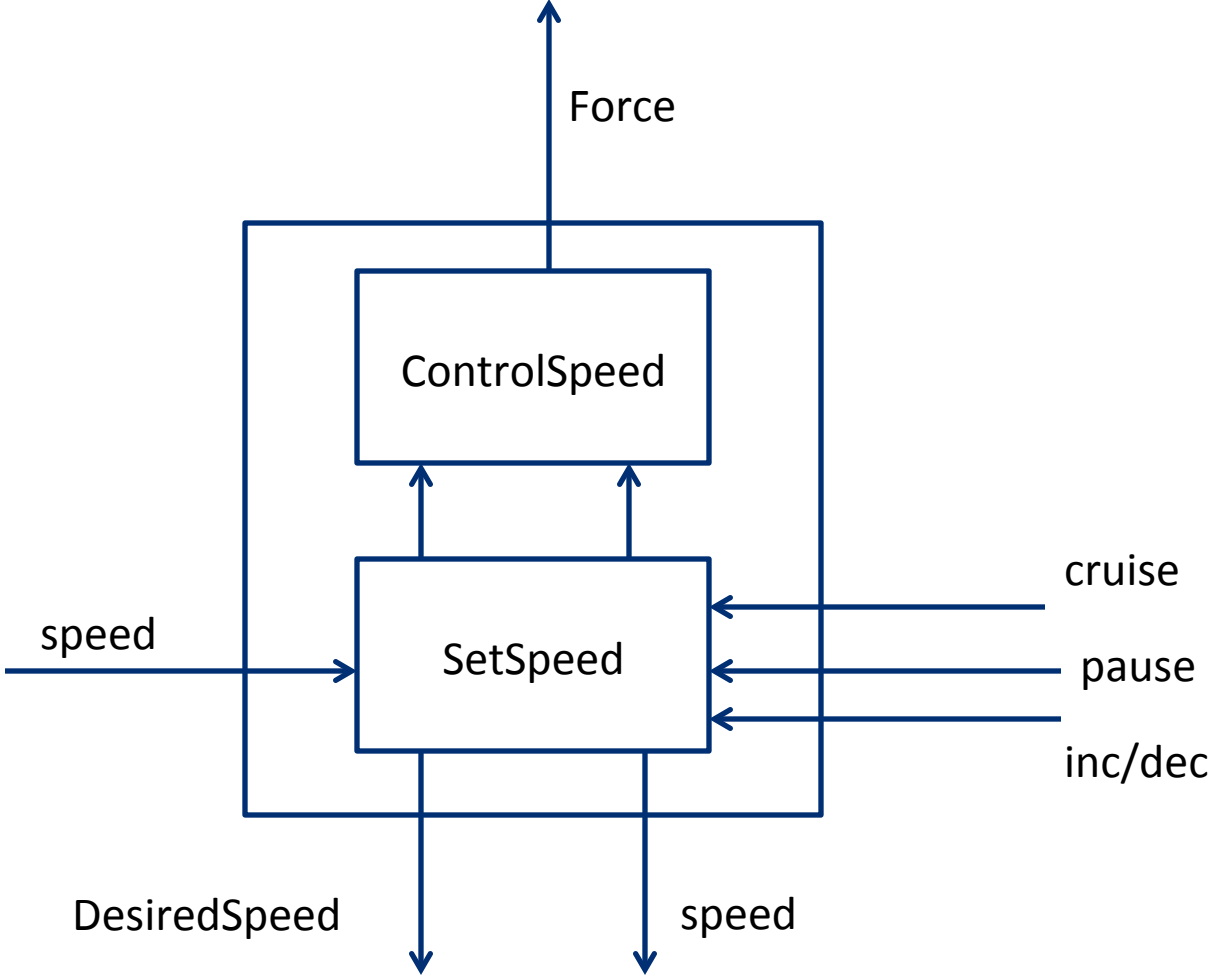 Force
ControlSpeed
cruise
speed
SetSpeed
pause
inc/dec
DesiredSpeed
speed